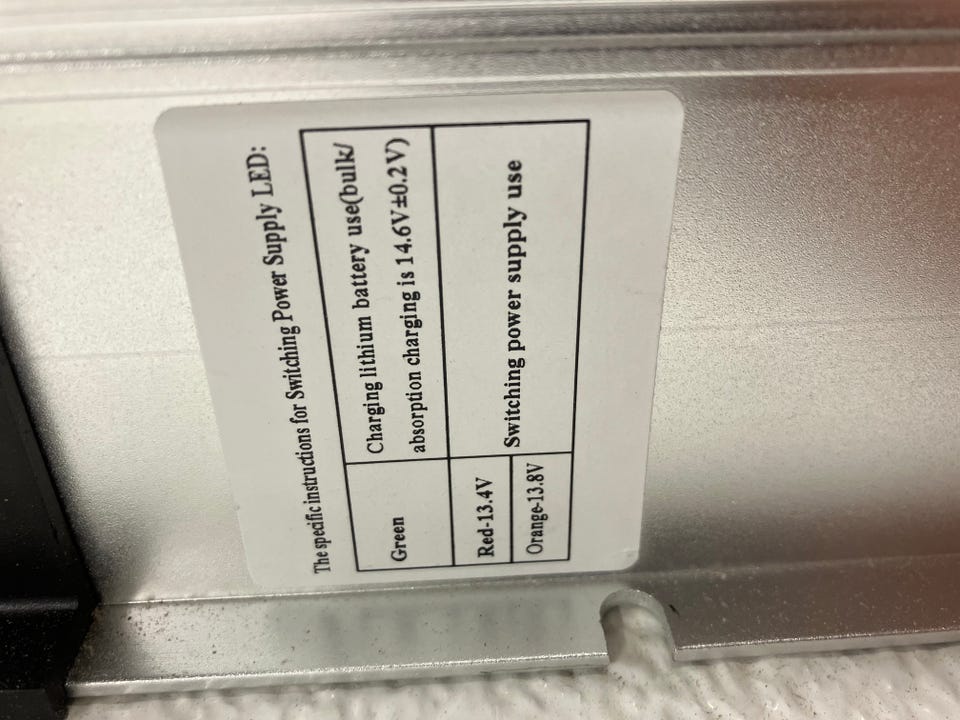 The specific instructions for Switching Power Supply LED:
Green
Charging lithium battery use(bulk/
absorption charging is 14.6V±0.2V)
Red-13.4V
Orange-13.8V
Switching power supply use